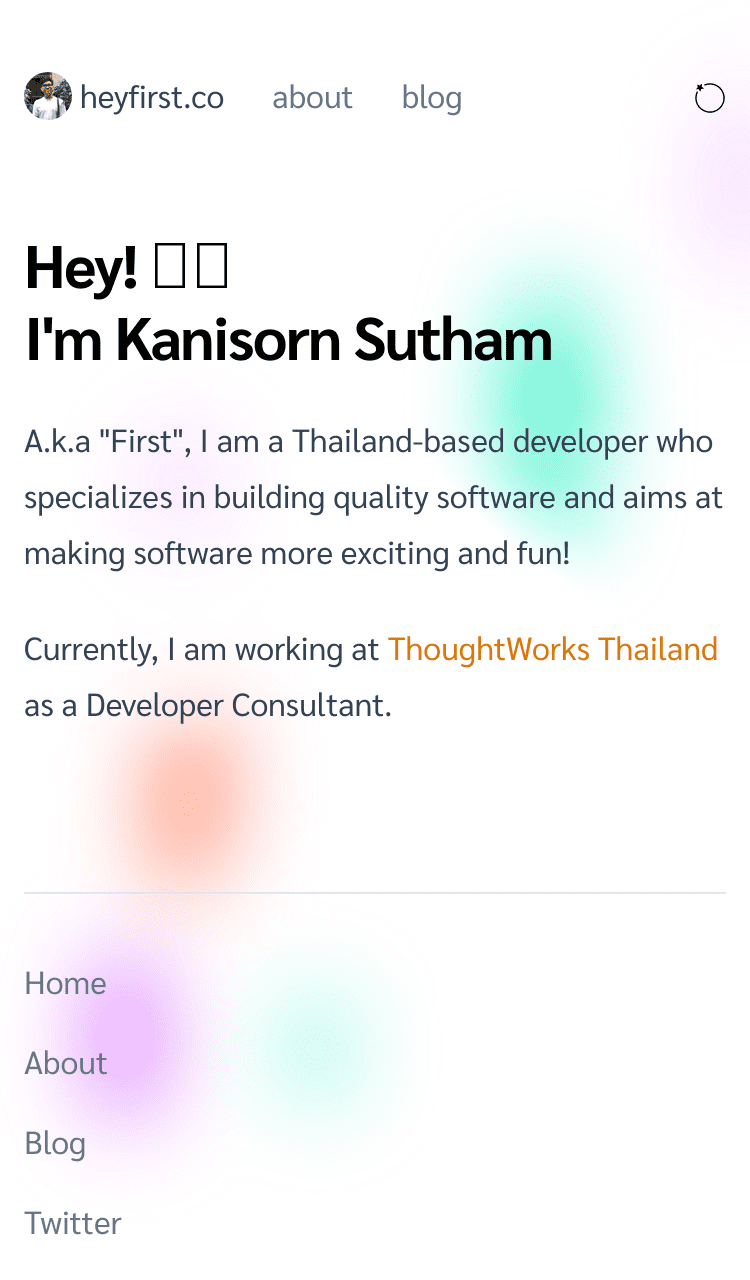 heyfirst.co about blog
Hey!
I'm Kanisorn Sutham
A.k.a "First", I am a Thailand-based developer who
specializes in building quality software and aims at
making software more exciting and fun!
Currently, I am working at ThoughtWorks Thailand
as a Developer Consultant.
Home
About
Blog
Twitter